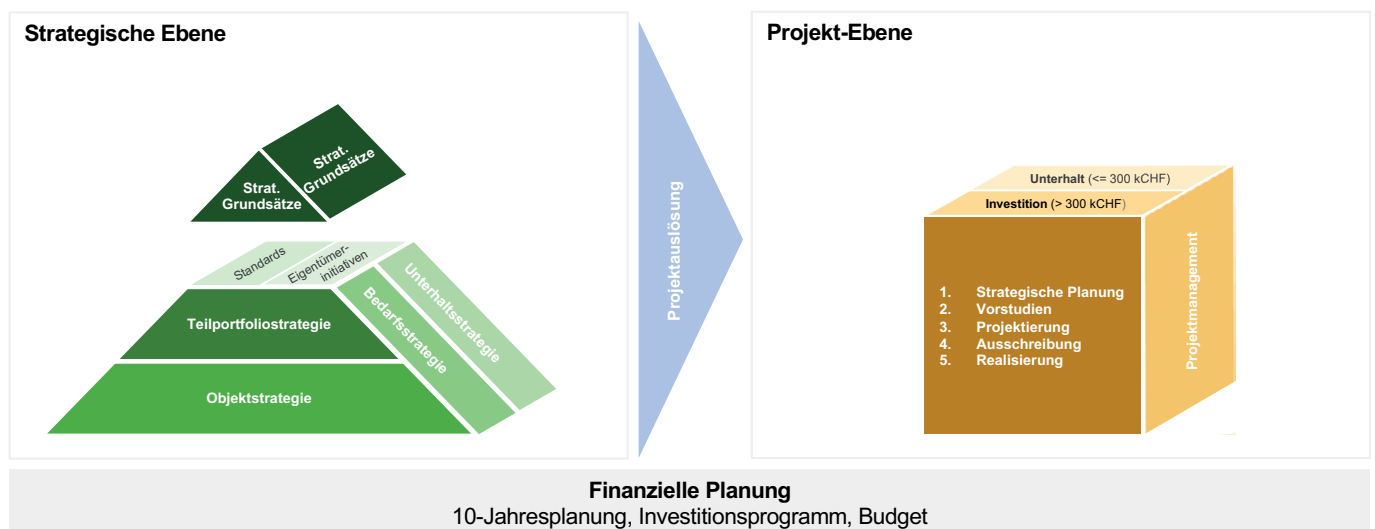 Strategische Ebene
Strat.
Grundsätze
Strat.
Grundsätze
Standards
Eigentümer-
initiativen
Teilportfoliostrategie
Objektstrategie
Bedarfsstrategie
Unterhaltsstrategie
Projektauslösung
Projekt-Ebene
Unterhalt (<= 300 kCHF)
Investition (> 300 kCHF)
1. Strategische Planung
2. Vorstudien
3. Projektierung
4. Ausschreibung
5. Realisierung
Projektmanagement
Finanzielle Planung
10-Jahresplanung, Investitionsprogramm, Budget